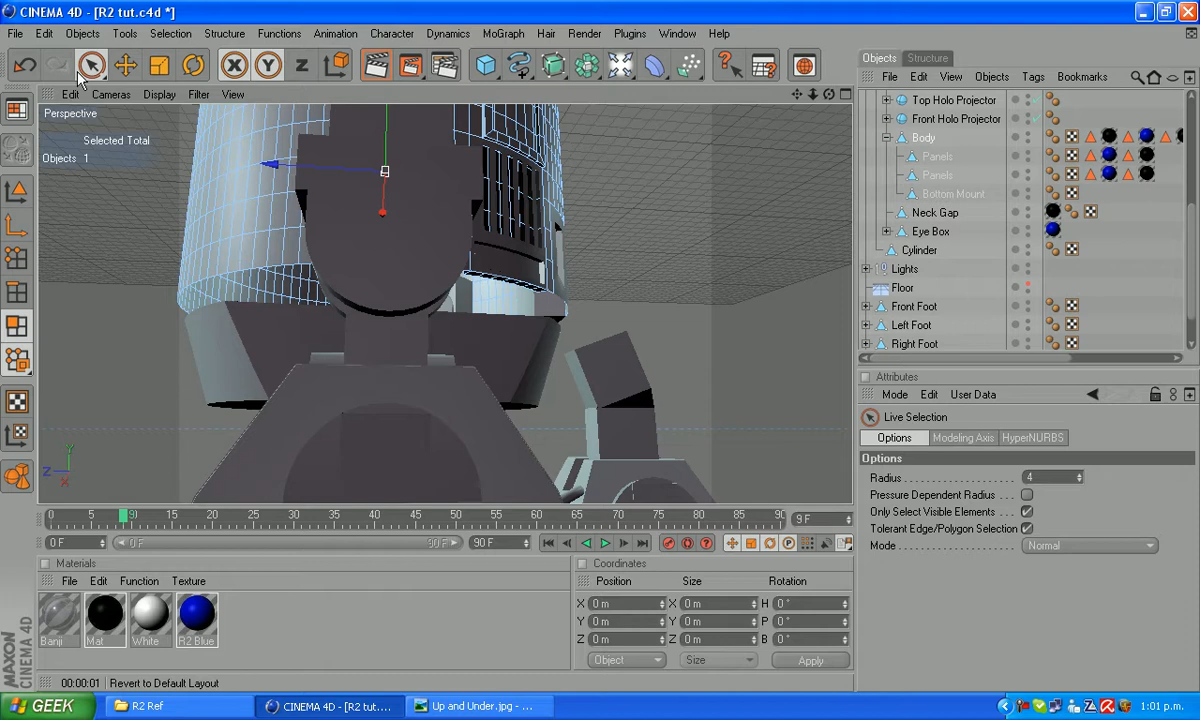 CINEMA 4D - [R2 tut.c4d *]
File Edit Objects Tools Selection Structure Functions Animation Character Dynamics MoGraph Hair Render Plugins Window Help
X Y Z
Edit Cameras Display Filter View
Perspective
Selected Total
Objects 1
Y
Z
X
0 5 10 15 20 25 30 35 40 45 50 55 60 65 70 75 80 85 90
9 F
0 F
0 F
90 F
90 F
Materials
File Edit Function Texture
Banji Mat White R2 Blue
Coordinates
Position Size Rotation
X 0 m X 0 m H 0 °
Y 0 m Y 0 m P 0 °
Z 0 m Z 0 m B 0 °
Object Size Apply
Objects Structure
File Edit View Objects Tags Bookmarks
Top Holo Projector
Front Holo Projector
Body
Panels
Panels
Bottom Mount
Neck Gap
Eye Box
Cylinder
Lights
Floor
Front Foot
Left Foot
Right Foot
Attributes
Mode Edit User Data
Live Selection
Options Modeling Axis HyperNURBS
Options
Radius 4
Pressure Dependent Radius
Only Select Visible Elements
Tolerant Edge/Polygon Selection
Mode Normal
MAXON
CINEMA 4D
00:00:01 Revert to Default Layout
GEEK R2 Ref CINEMA 4D - [R2 tut.... Up and Under.jpg - ... 1:01 p.m.